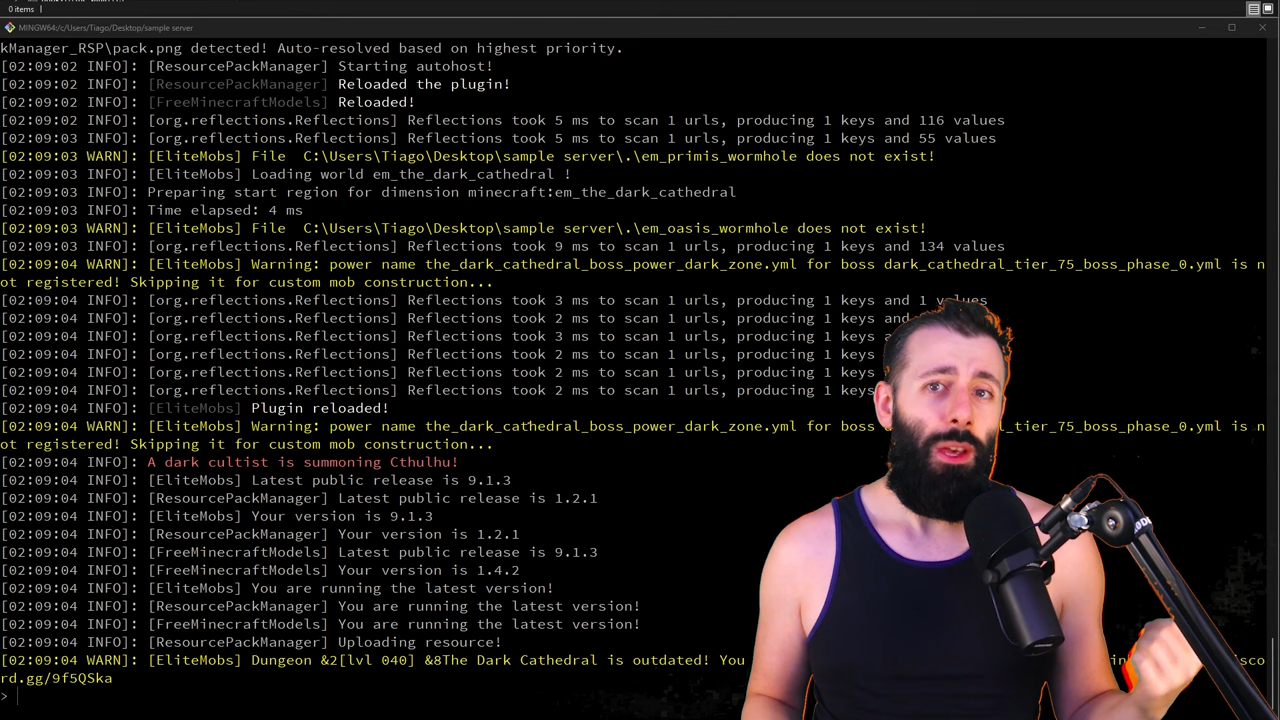 0 items
MINGW64:/c/Users/Tiago/Desktop/sample server
kManager_RSP\pack.png detected! Auto-resolved based on highest priority.
[02:09:02 INFO]: [ResourcePackManager] Starting autohost!
[02:09:02 INFO]: [ResourcePackManager] Reloaded the plugin!
[02:09:02 INFO]: [FreeMinecraftModels] Reloaded!
[02:09:02 INFO]: [org.reflections.Reflections] Reflections took 5 ms to scan 1 urls, producing 1 keys and 116 values
[02:09:02 INFO]: [org.reflections.Reflections] Reflections took 5 ms to scan 1 urls, producing 1 keys and 55 values
[02:09:03 WARN]: [EliteMobs] File  C:\Users\Tiago\Desktop\sample server\.\em_primis_wormhole does not exist!
[02:09:03 INFO]: [EliteMobs] Loading world em_the_dark_cathedral !
[02:09:03 INFO]: Preparing start region for dimension minecraft:em_the_dark_cathedral
[02:09:03 INFO]: Time elapsed: 4 ms
[02:09:03 WARN]: [EliteMobs] File  C:\Users\Tiago\Desktop\sample server\.\em_oasis_wormhole does not exist!
[02:09:03 INFO]: [org.reflections.Reflections] Reflections took 9 ms to scan 1 urls, producing 1 keys and 134 values
[02:09:04 WARN]: [EliteMobs] Warning: power name the_dark_cathedral_boss_power_dark_zone.yml for boss dark_cathedral_tier_75_boss_phase_0.yml is n
ot registered! Skipping it for custom mob construction...
[02:09:04 INFO]: [org.reflections.Reflections] Reflections took 3 ms to scan 1 urls, producing 1 keys and 1 values
[02:09:04 INFO]: [org.reflections.Reflections] Reflections took 2 ms to scan 1 urls, producing 1 keys and
[02:09:04 INFO]: [org.reflections.Reflections] Reflections took 3 ms to scan 1 urls, producing 1 keys
[02:09:04 INFO]: [org.reflections.Reflections] Reflections took 2 ms to scan 1 urls, producing 1 keys
[02:09:04 INFO]: [org.reflections.Reflections] Reflections took 2 ms to scan 1 urls, producing 1 keys
[02:09:04 INFO]: [org.reflections.Reflections] Reflections took 2 ms to scan 1 urls, producing 1 keys
[02:09:04 INFO]: [EliteMobs] Plugin reloaded!
[02:09:04 WARN]: [EliteMobs] Warning: power name the_dark_cathedral_boss_power_dark_zone.yml for boss l_tier_75_boss_phase_0.yml is n
ot registered! Skipping it for custom mob construction...
[02:09:04 INFO]: A dark cultist is summoning Cthulhu!
[02:09:04 INFO]: [EliteMobs] Latest public release is 9.1.3
[02:09:04 INFO]: [ResourcePackManager] Latest public release is 1.2.1
[02:09:04 INFO]: [EliteMobs] Your version is 9.1.3
[02:09:04 INFO]: [ResourcePackManager] Your version is 1.2.1
[02:09:04 INFO]: [FreeMinecraftModels] Latest public release is 9.1.3
[02:09:04 INFO]: [FreeMinecraftModels] Your version is 1.4.2
[02:09:04 INFO]: [EliteMobs] You are running the latest version!
[02:09:04 INFO]: [ResourcePackManager] You are running the latest version!
[02:09:04 INFO]: [FreeMinecraftModels] You are running the latest version!
[02:09:04 INFO]: [ResourcePackManager] Uploading resource!
[02:09:04 WARN]: [EliteMobs] Dungeon &2[lvl 040] &8The Dark Cathedral is outdated! You isco
rd.gg/9f5QSka
>